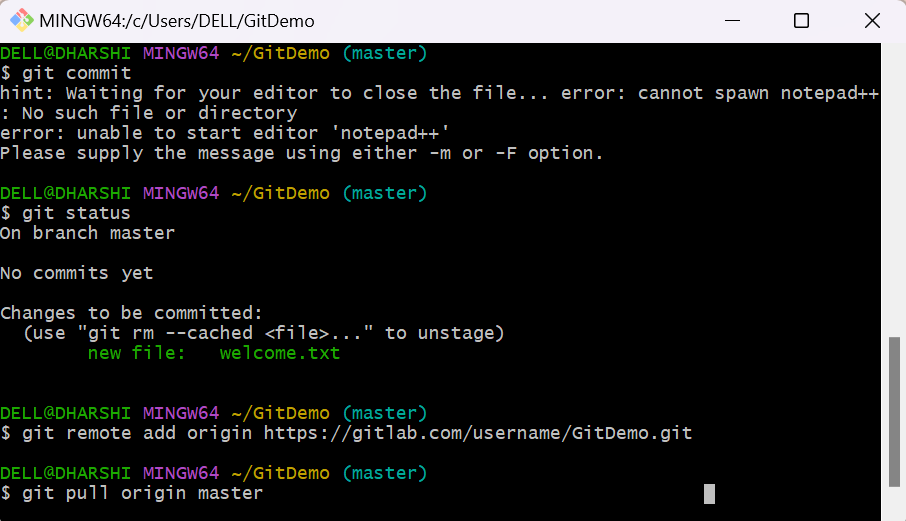 MINGW64:/c/Users/DELL/GitDemo
DELL@DHARSHI MINGW64 ~/GitDemo (master)
$ git commit
hint: Waiting for your editor to close the file... error: cannot spawn notepad++
: No such file or directory
error: unable to start editor 'notepad++'
Please supply the message using either -m or -F option.
DELL@DHARSHI MINGW64 ~/GitDemo (master)
$ git status
On branch master
No commits yet
Changes to be committed:
  (use "git rm --cached <file>..." to unstage)
        new file:   welcome.txt
DELL@DHARSHI MINGW64 ~/GitDemo (master)
$ git remote add origin https://gitlab.com/username/GitDemo.git
DELL@DHARSHI MINGW64 ~/GitDemo (master)
$ git pull origin master